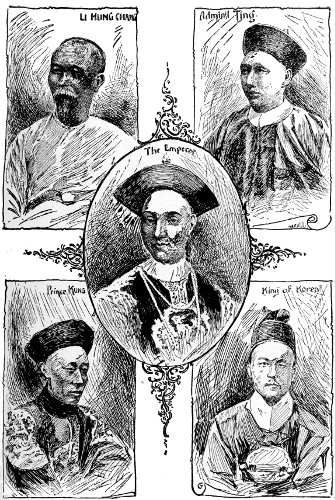 LI HUNG CHANG
Admiral Ting.
The Emperor.
Prince Kung
King of Korea